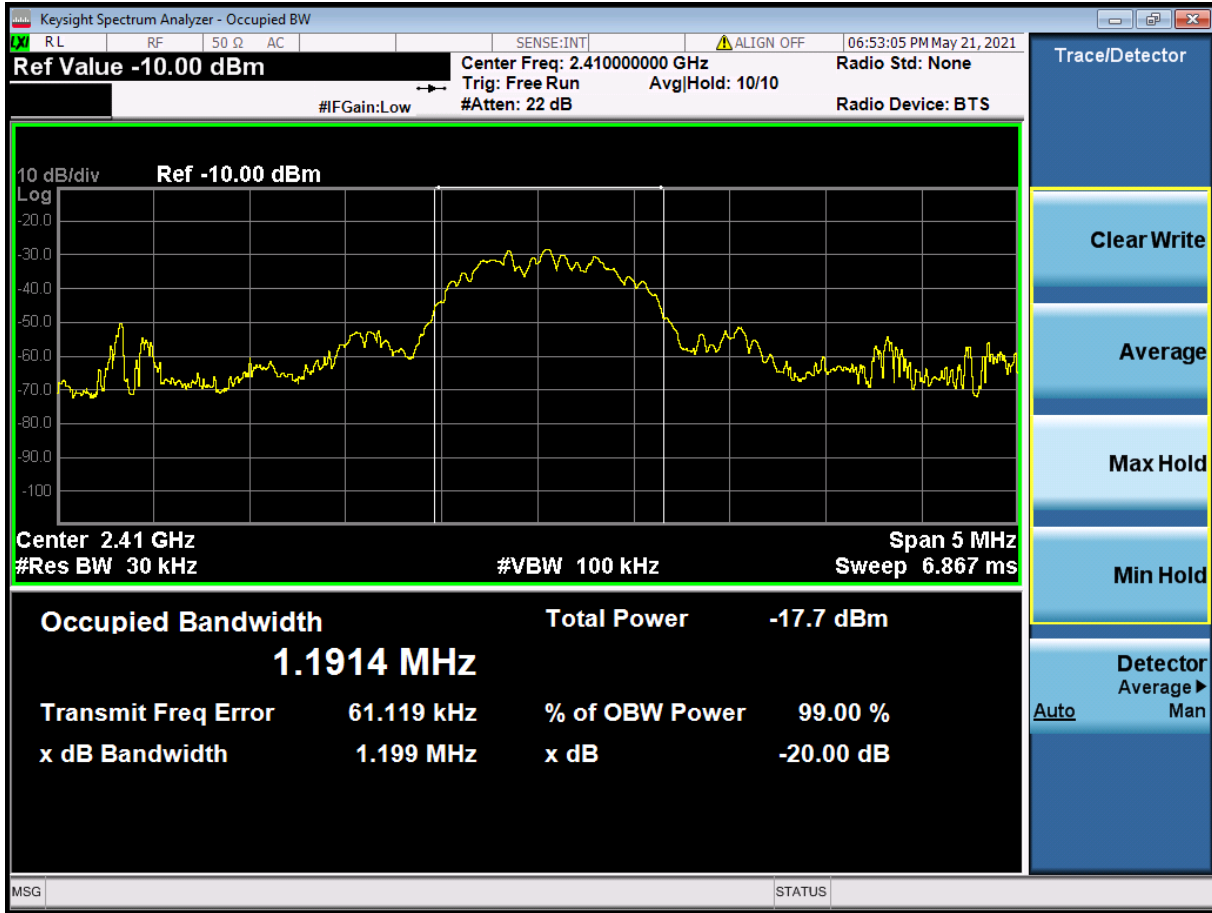 Keysight Spectrum Analyzer - Occupied BW
LXI RL RF 50 Ω AC SENSE:INT ALIGN OFF 06:53:05 PM May 21, 2021
Ref Value -10.00 dBm
Center Freq: 2.410000000 GHz
Radio Std: None
Trig: Free Run Avg|Hold: 10/10
#IFGain:Low #Atten: 22 dB Radio Device: BTS
Trace/Detector
10 dB/div Ref -10.00 dBm
Log
-20.0
-30.0
-40.0
-50.0
-60.0
-70.0
-80.0
-90.0
-100
Center 2.41 GHz Span 5 MHz
#Res BW 30 kHz #VBW 100 kHz Sweep 6.867 ms
Occupied Bandwidth Total Power -17.7 dBm
1.1914 MHz
Transmit Freq Error 61.119 kHz % of OBW Power 99.00 %
x dB Bandwidth 1.199 MHz x dB -20.00 dB
Clear Write
Average
Max Hold
Min Hold
Detector
Average
Auto Man
MSG STATUS